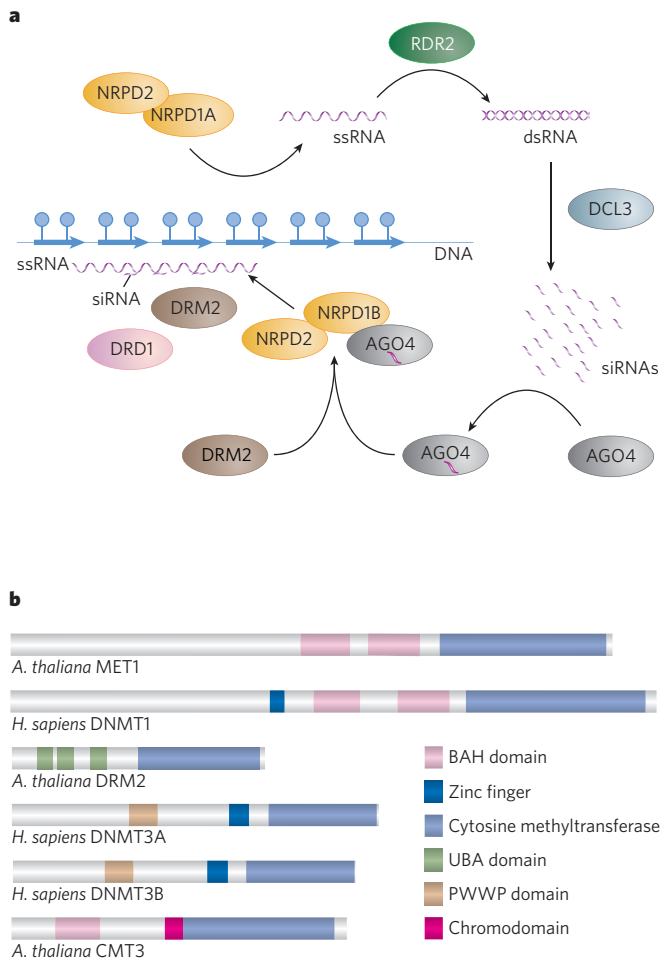 a
RDR2
NRPD2
NRPD1A
ssRNA
dsRNA
DCL3
DNA
ssRNA
siRNA
DRM2
NRPD1B
NRPD2
AGO4
DRD1
siRNAs
DRM2
AGO4
AGO4
b
A. thaliana MET1
H. sapiens DNMT1
A. thaliana DRM2
H. sapiens DNMT3A
H. sapiens DNMT3B
A. thaliana CMT3
BAH domain
Zinc finger
Cytosine methyltransferase
UBA domain
PWWP domain
Chromodomain